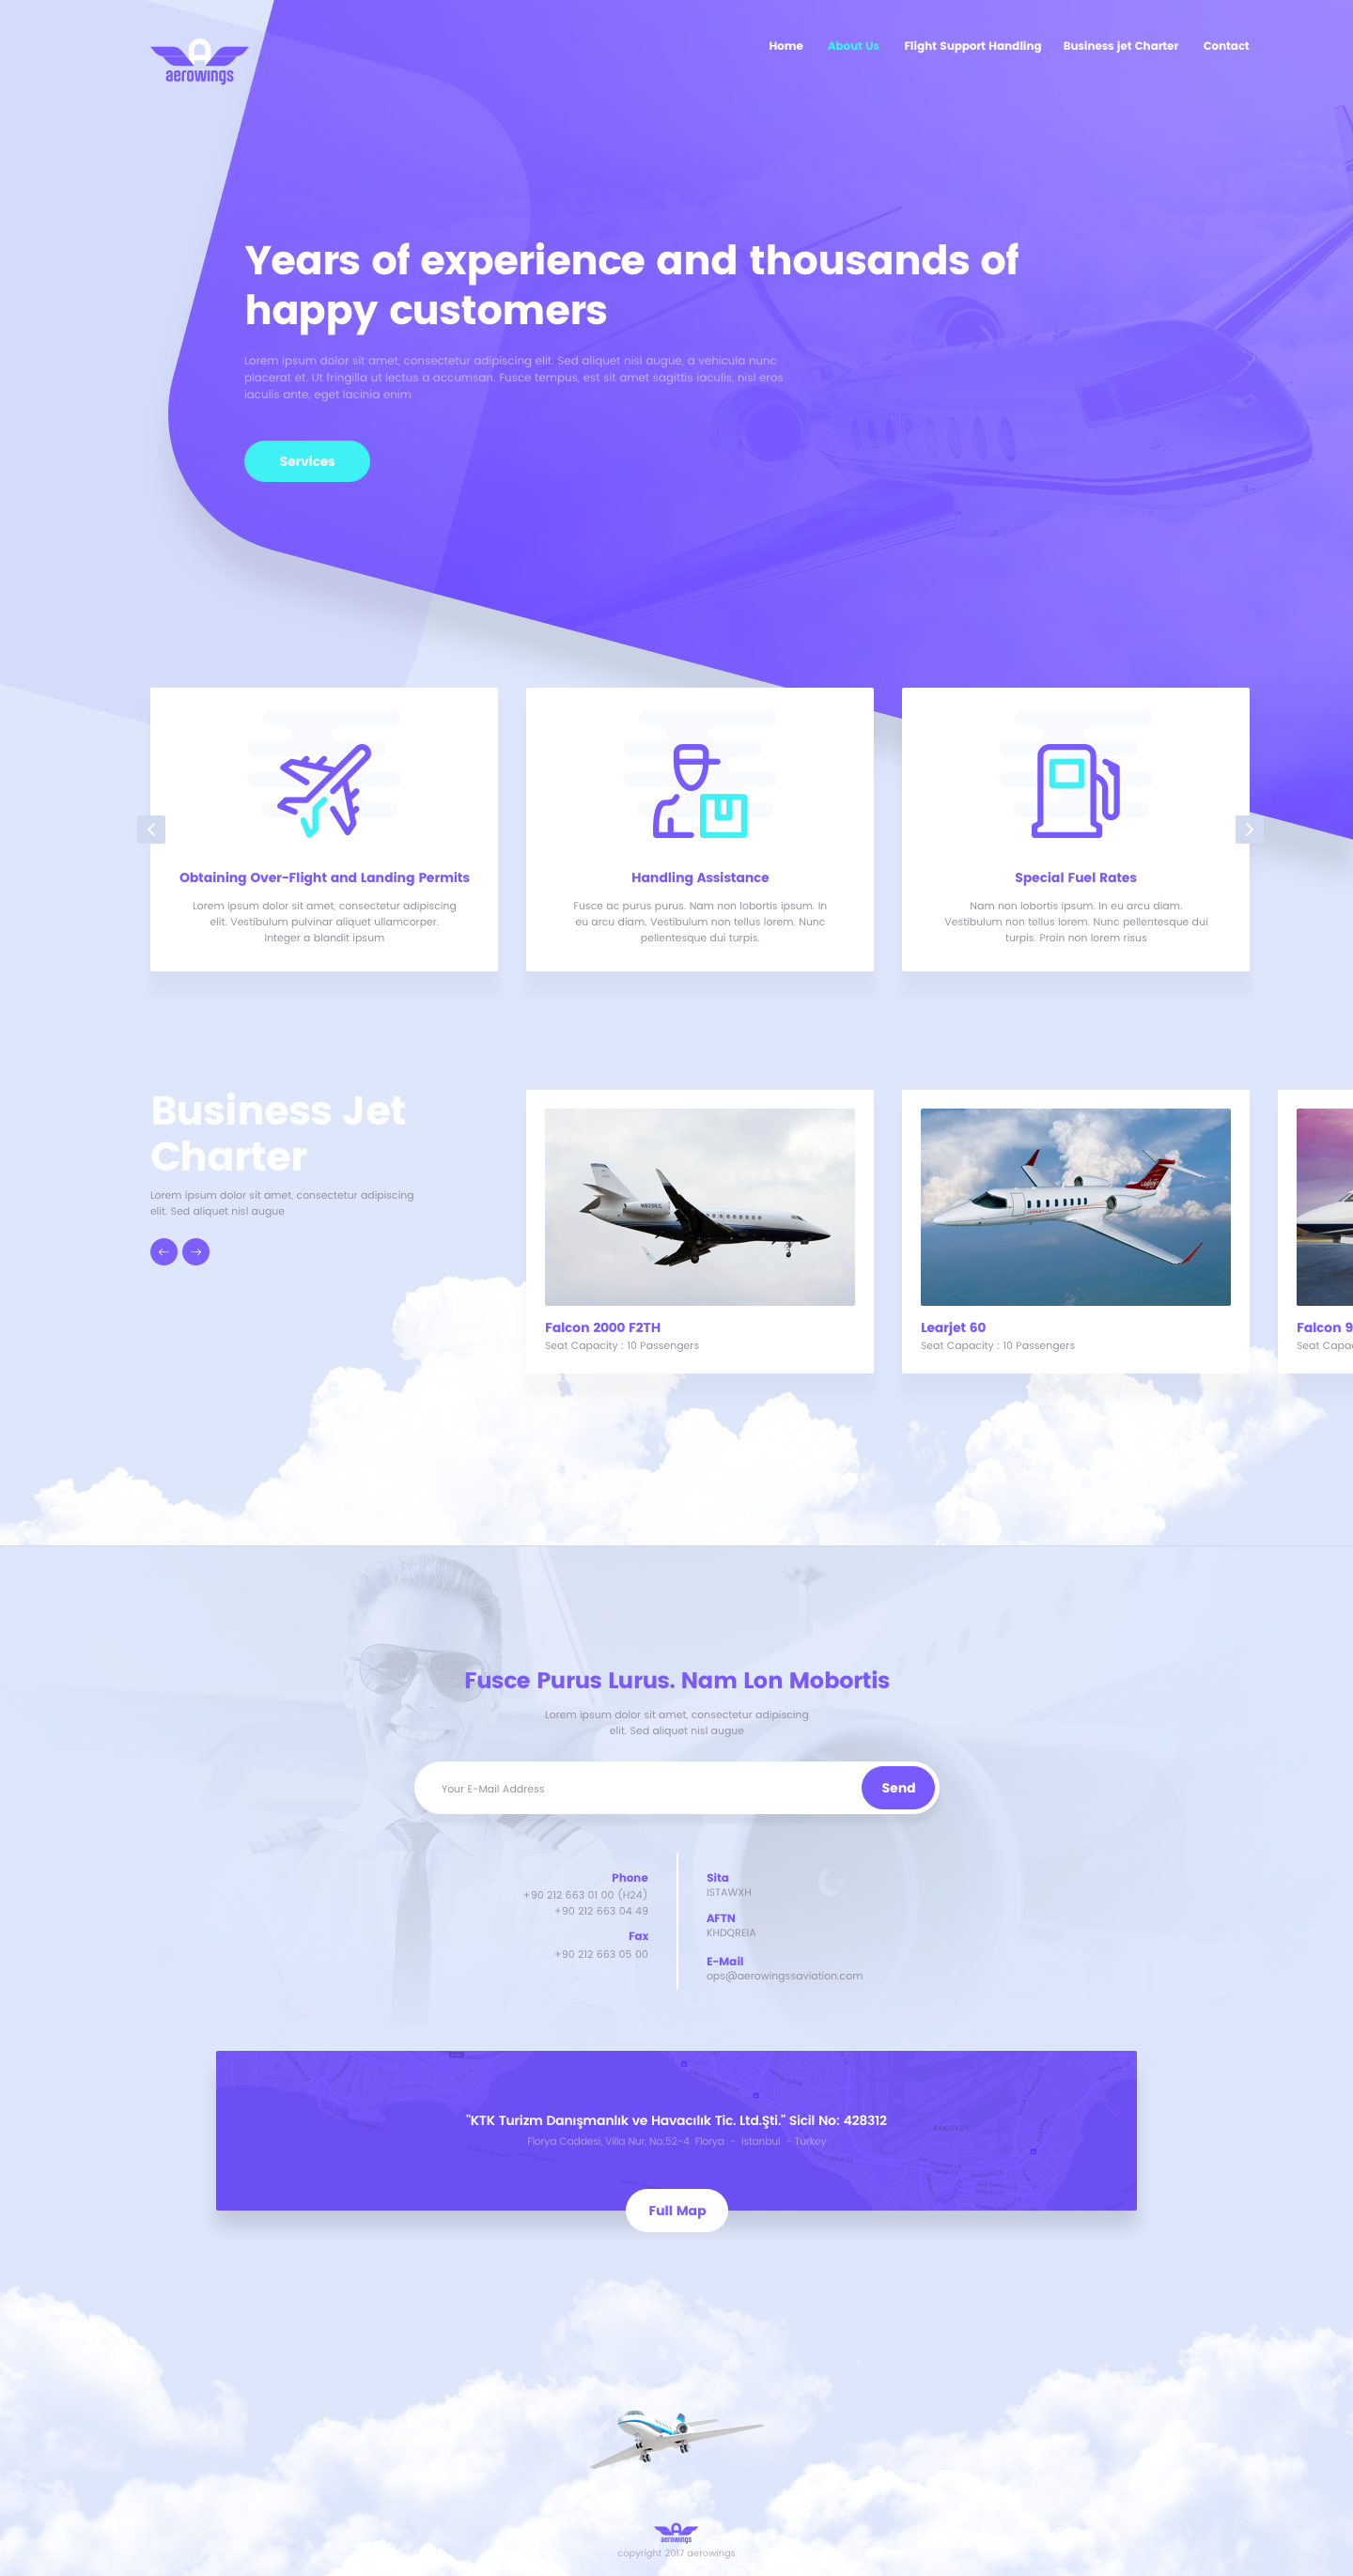 aerowings
Home About Us Flight Support Handling Business jet Charter Contact
Years of experience and thousands of
happy customers
Lorem ipsum dolor sit amet, consectetur adipiscing elit. Sed aliquet nisl augue, a vehicula nunc
placerat et. Ut fringilla ut lectus a accumsan. Fusce tempus, est sit amet sagittis iaculis, nisl eros
iaculis ante, eget lacinia enim
Services
Obtaining Over-Flight and Landing Permits
Lorem ipsum dolor sit amet, consectetur adipiscing
elit. Vestibulum pulvinar aliquet ullamcorper.
Integer a blandit ipsum
Handling Assistance
Fusce ac purus purus. Nam non lobortis ipsum. In
eu arcu diam. Vestibulum non tellus lorem. Nunc
pellentesque dui turpis.
Special Fuel Rates
Nam non lobortis ipsum. In eu arcu diam.
Vestibulum non tellus lorem. Nunc pellentesque dui
turpis. Proin non lorem risus
Business Jet
Charter
Lorem ipsum dolor sit amet, consectetur adipiscing
elit. Sed aliquet nisl augue
Falcon 2000 F2TH
Seat Capacity : 10 Passengers
Learjet 60
Seat Capacity : 10 Passengers
Falcon 9
Seat Capa
Fusce Purus Lurus. Nam Lon Mobortis
Lorem ipsum dolor sit amet, consectetur adipiscing
elit. Sed aliquet nisl augue
Your E-Mail Address
Send
Phone
+90 212 663 01 00 (H24)
+90 212 663 04 49
Fax
+90 212 663 05 00
Sita
ISTAWXH
AFTN
KHDQREIA
E-Mail
ops@aerowingssaviation.com
"KTK Turizm Danışmanlık ve Havacılık Tic. Ltd.Şti." Sicil No: 428312
Florya Caddesi, Villa Nur, No:52-4 Florya - Istanbul - Turkey
Full Map
aerowings
copyright 2017 aerowings